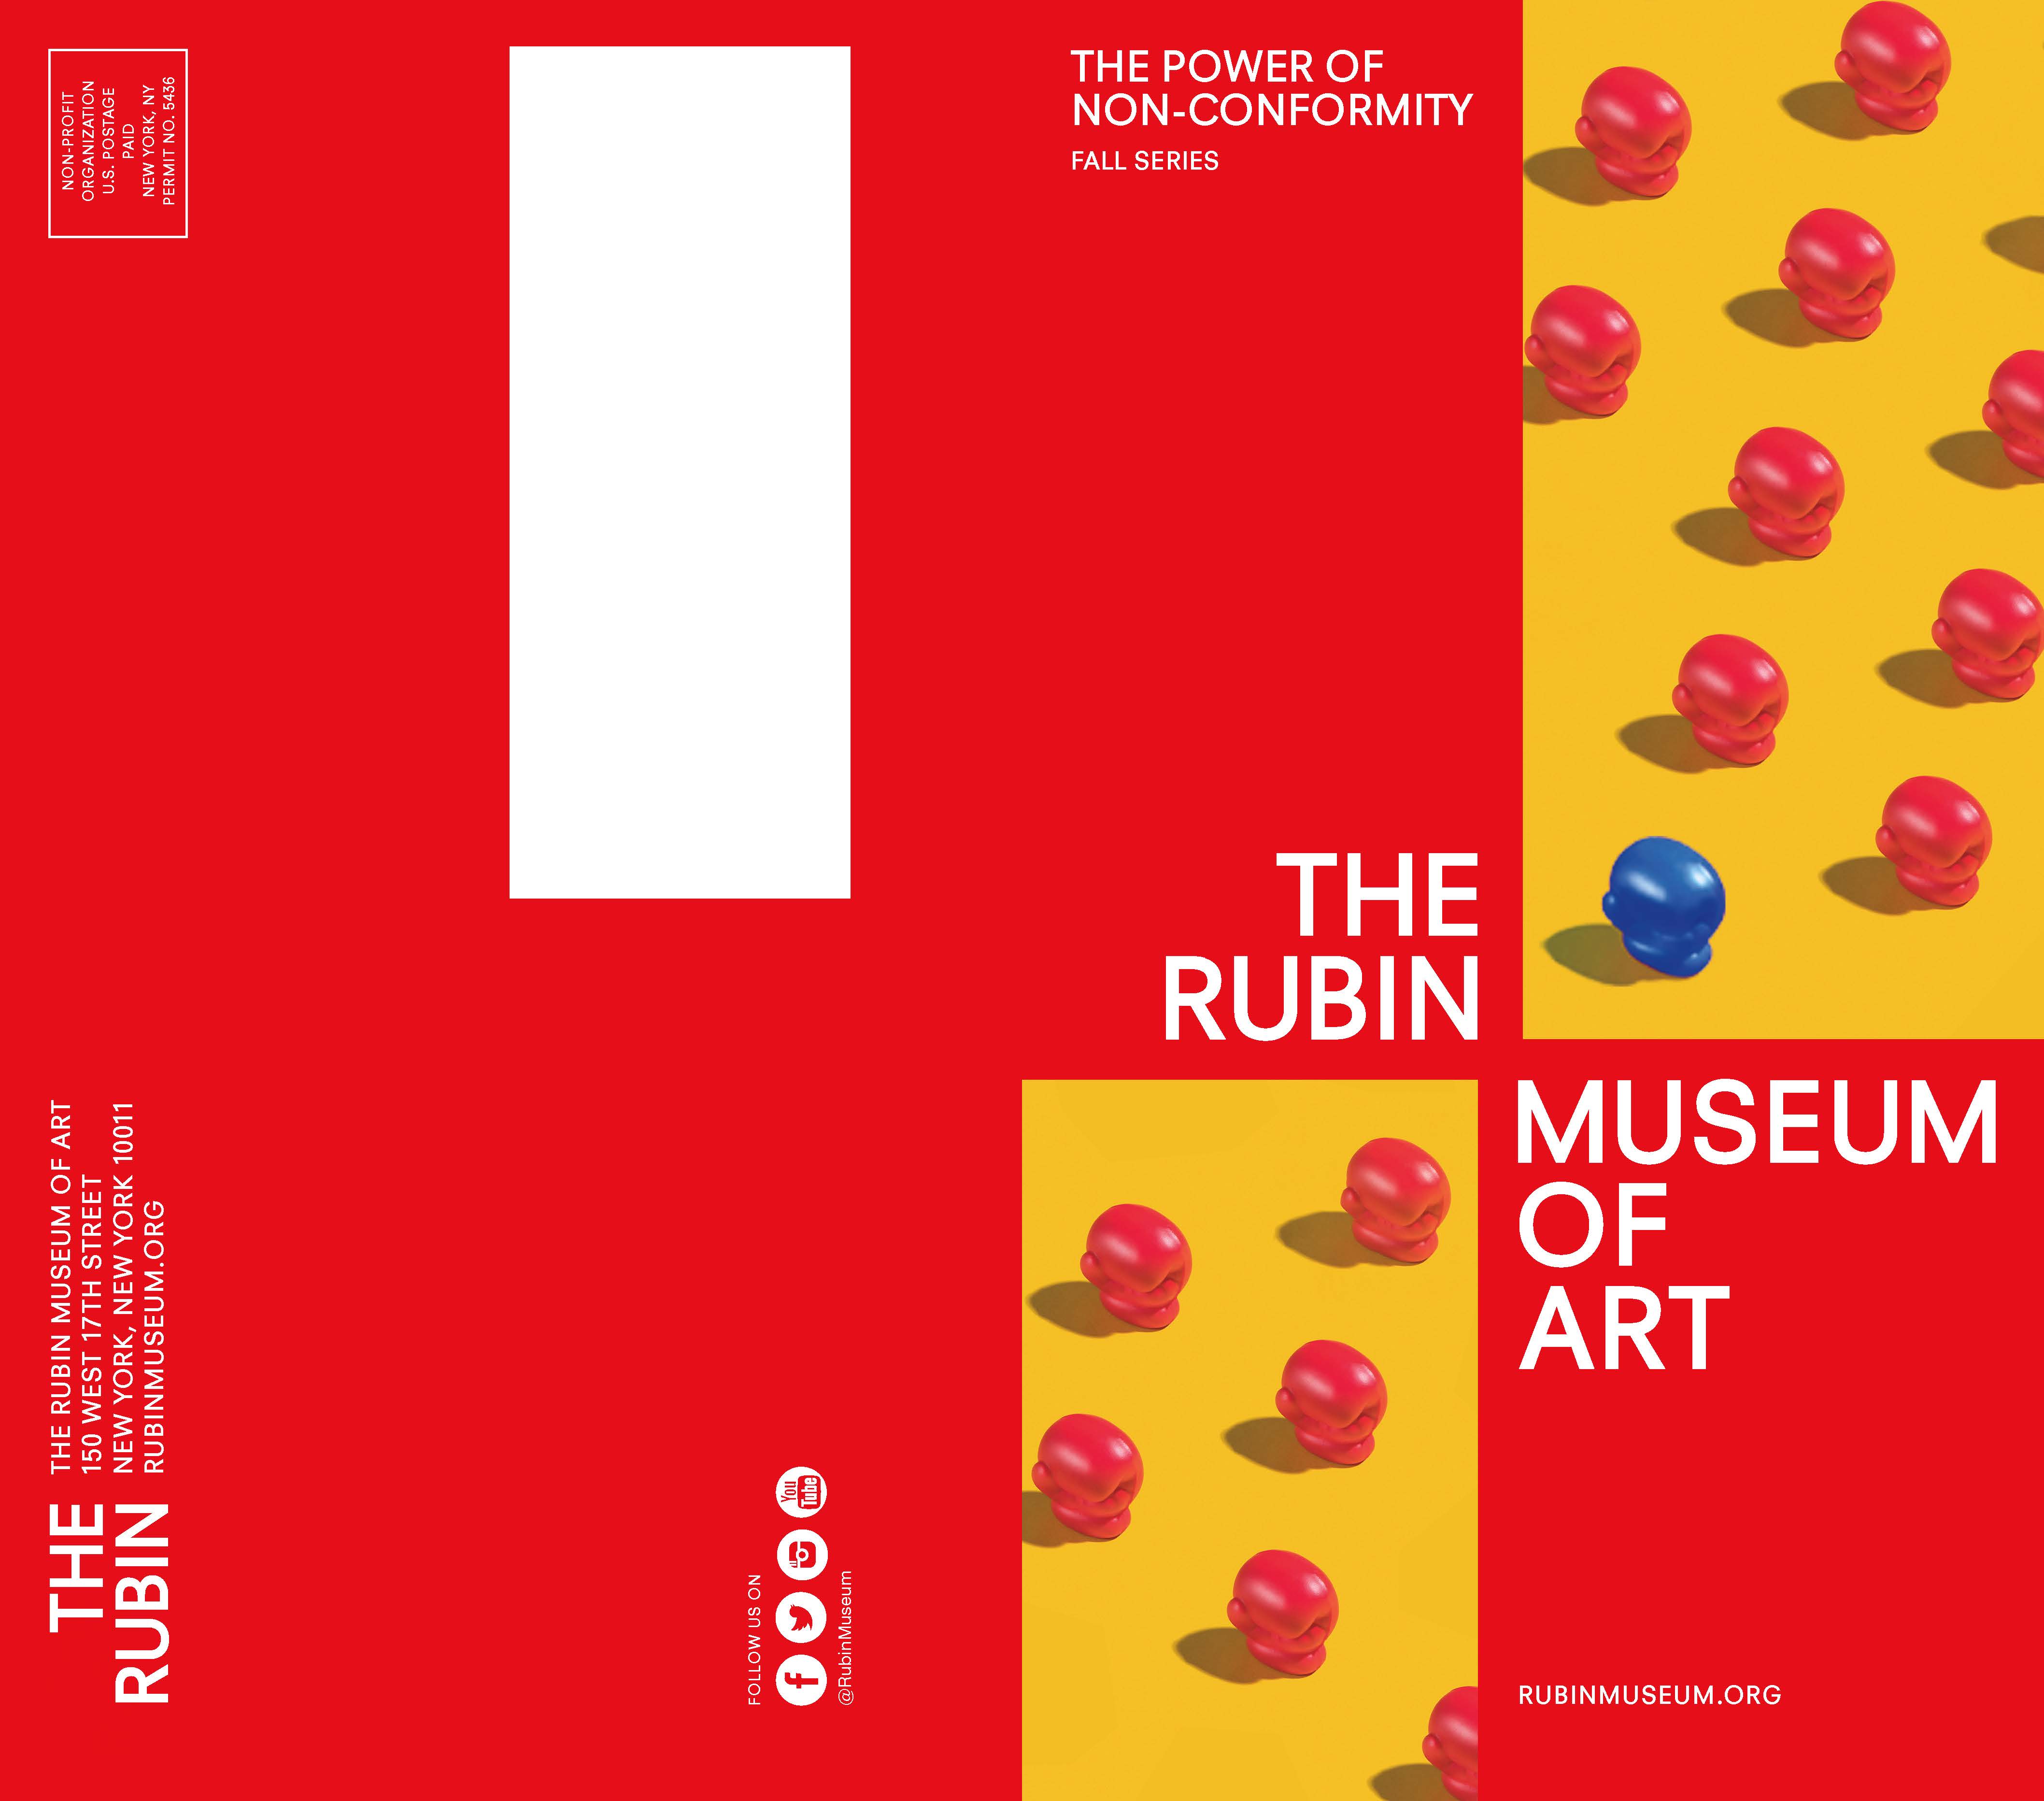 NON-PROFIT
ORGANIZATION
U.S. POSTAGE
PAID
NEW YORK, NY
PERMIT NO. 5436
THE RUBIN MUSEUM OF ART
150 WEST 17TH STREET
NEW YORK, NEW YORK 10011
RUBINMUSEUM.ORG
THE
RUBIN
FOLLOW US ON
f
You
Tube
@RubinMuseum
THE POWER OF
NON-CONFORMITY
FALL SERIES
THE
RUBIN
MUSEUM
OF
ART
RUBINMUSEUM.ORG